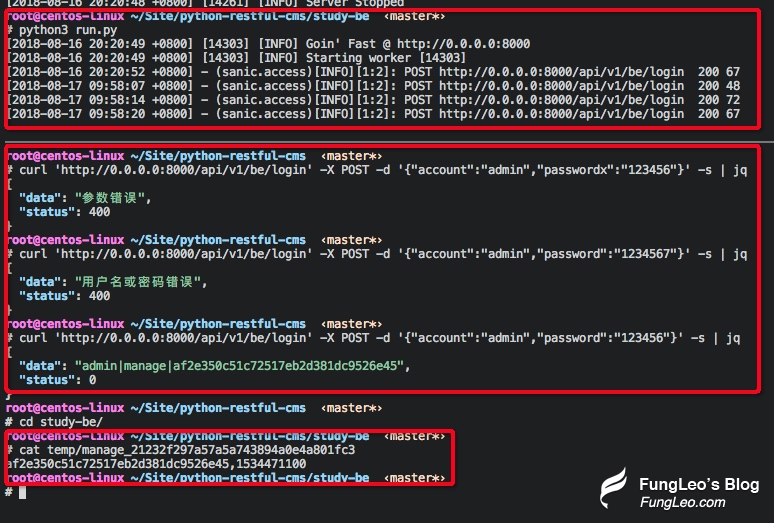 [2018-08-16 20:20:48 +0800] [14261] [INFO] Server Stopped
root@centos-linux ~/Site/python-restful-cms/study-be ‹master*›
# python3 run.py
[2018-08-16 20:20:49 +0800] [14303] [INFO] Goin' Fast @ http://0.0.0.0:8000
[2018-08-16 20:20:49 +0800] [14303] [INFO] Starting worker [14303]
[2018-08-16 20:20:52 +0800] - (sanic.access)[INFO][1:2]: POST http://0.0.0.0:8000/api/v1/be/login 200 67
[2018-08-17 09:58:07 +0800] - (sanic.access)[INFO][1:2]: POST http://0.0.0.0:8000/api/v1/be/login 200 48
[2018-08-17 09:58:14 +0800] - (sanic.access)[INFO][1:2]: POST http://0.0.0.0:8000/api/v1/be/login 200 72
[2018-08-17 09:58:20 +0800] - (sanic.access)[INFO][1:2]: POST http://0.0.0.0:8000/api/v1/be/login 200 67
root@centos-linux ~/Site/python-restful-cms ‹master*›
# curl 'http://0.0.0.0:8000/api/v1/be/login' -X POST -d '{"account":"admin","passwordx":"123456"}' -s | jq
{
"data": "参数错误",
"status": 400
}
root@centos-linux ~/Site/python-restful-cms ‹master*›
# curl 'http://0.0.0.0:8000/api/v1/be/login' -X POST -d '{"account":"admin","password":"1234567"}' -s | jq
{
"data": "用户名或密码错误",
"status": 400
}
root@centos-linux ~/Site/python-restful-cms ‹master*›
# curl 'http://0.0.0.0:8000/api/v1/be/login' -X POST -d '{"account":"admin","password":"123456"}' -s | jq
{
"data": "admin|manage|af2e350c51c72517eb2d381dc9526e45",
"status": 0
}
root@centos-linux ~/Site/python-restful-cms ‹master*›
# cd study-be/
root@centos-linux ~/Site/python-restful-cms/study-be ‹master*›
# cat temp/manage_21232f297a57a5a743894a0e4a801fc3
af2e350c51c72517eb2d381dc9526e45,1534471100
root@centos-linux ~/Site/python-restful-cms/study-be ‹master*›
#
FungLeo's Blog
FungLeo.com